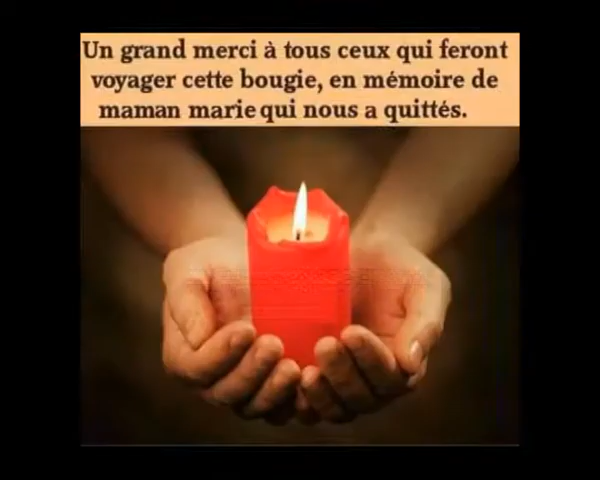 Un grand merci à tous ceux qui feront
voyager cette bougie, en mémoire de
maman marie qui nous a quittés.